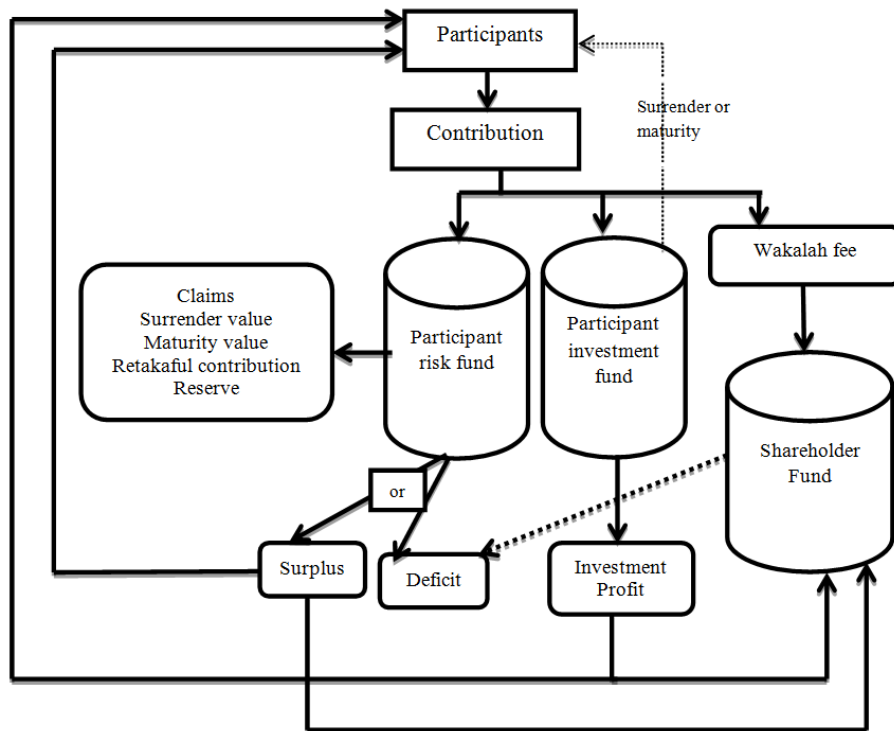 Participants
Surrender or
maturity
Contribution
Wakalah fee
Claims
Surrender value
Maturity value
Retakaful contribution
Reserve
Participant
risk fund
Participant
investment
fund
Shareholder
Fund
or
Surplus
Deficit
Investment
Profit